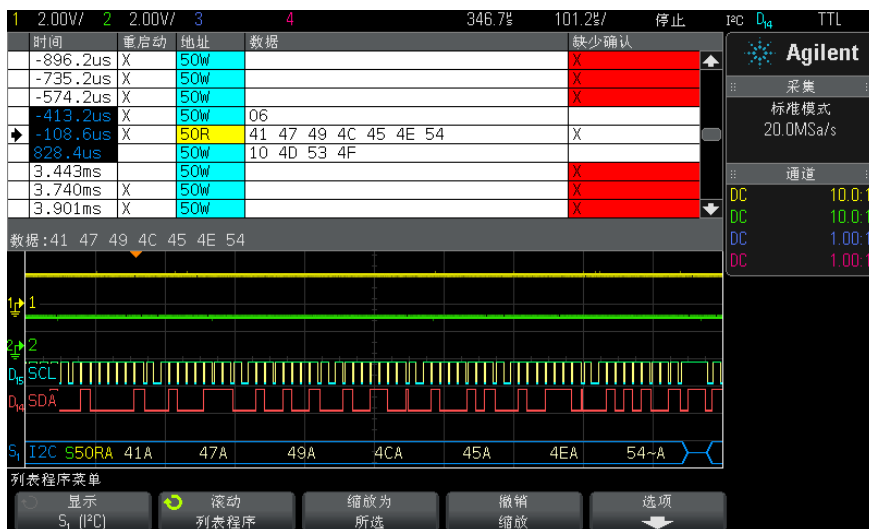 1 2.00V/ 2 2.00V/ 3 4 346.7% 101.2%/ 停止 I²C D14 TTL
时间 重启动 地址 数据 缺少确认
-896.2us X 50W X
-735.2us X 50W X
-574.2us X 50W X
-413.2us X 50W 06
-108.6us X 50R 41 47 49 4C 45 4E 54 X
828.4us 50W 10 4D 53 4F
3.443ms 50W X
3.740ms X 50W X
3.901ms X 50W X
数据:41 47 49 4C 45 4E 54
Agilent
采集
标准模式
20.0MSa/s
通道
DC 10.0:1
DC 10.0:1
DC 1.00:1
DC 1.00:1
1 1
2 2
D15 SCL
D14 SDA
S1 I2C S50RA 41A 47A 49A 4CA 45A 4EA 54~A
列表程序菜单
显示 滚动 缩放为 撤销 选项
S1 (I²C) 列表程序 所选 缩放